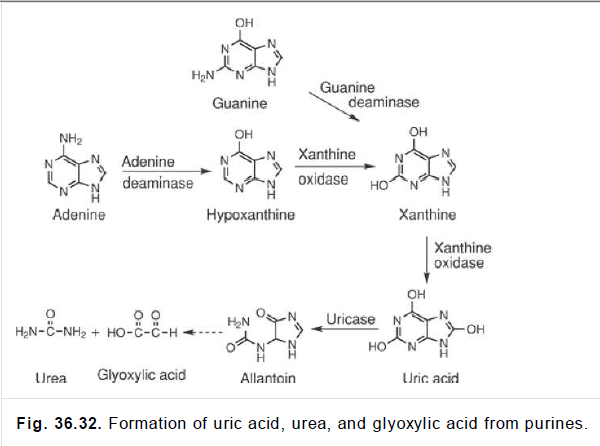 OH
N
N
H₂N
N
N
H
Guanine
Guanine
deaminase
NH₂
N
N
N
N
H
Adenine
Adenine
deaminase
OH
N
N
N
N
H
Hypoxanthine
Xanthine
oxidase
OH
N
N
HO
N
N
H
Xanthine
Xanthine
oxidase
OH
N
N
OH
HO
N
N
H
Uric acid
Uricase
H₂N
O
N
O
N
H
N
H
Allantoin
O
H₂N-C-NH₂ + HO-C-C-H
O O
Urea
Glyoxylic acid
Fig. 36.32. Formation of uric acid, urea, and glyoxylic acid from purines.